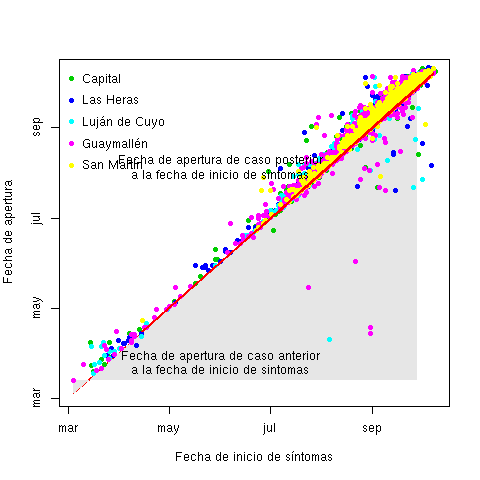 Capital
Las Heras
Luján de Cuyo
Guaymallén
San Martín
Fecha de apertura de caso posterior
a la fecha de inicio de síntomas
Fecha de apertura de caso anterior
a la fecha de inicio de sintomas
Fecha de apertura
mar
may
jul
sep
mar
may
jul
sep
Fecha de inicio de síntomas